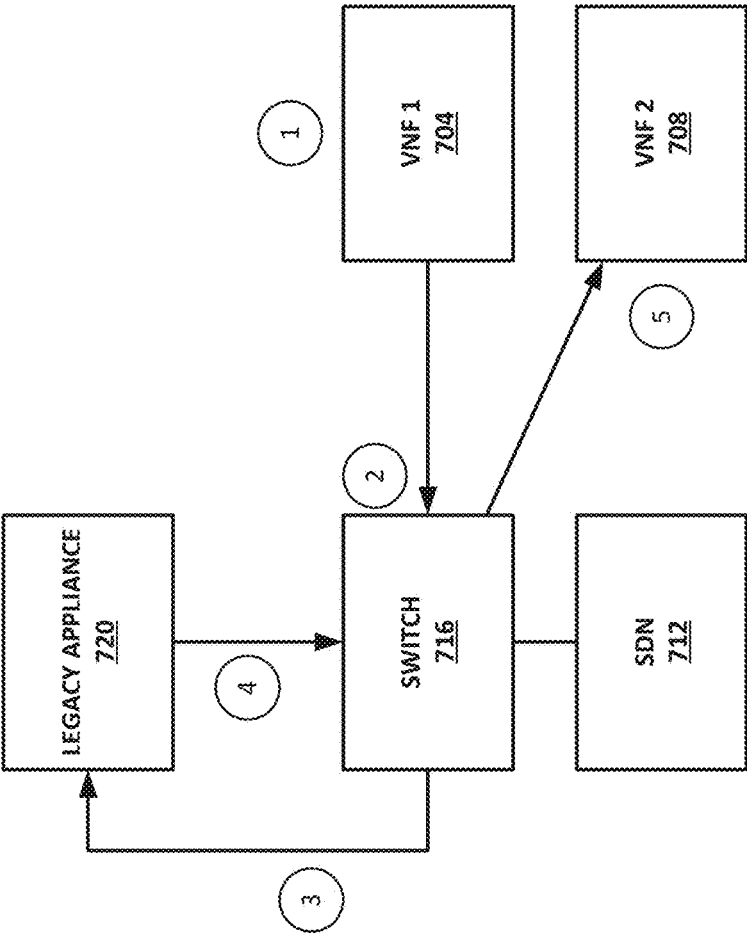 LEGACY APPLIANCE
720
4
3
SWITCH
716
2
SDN
712
1
VNF 1
704
VNF 2
708
5